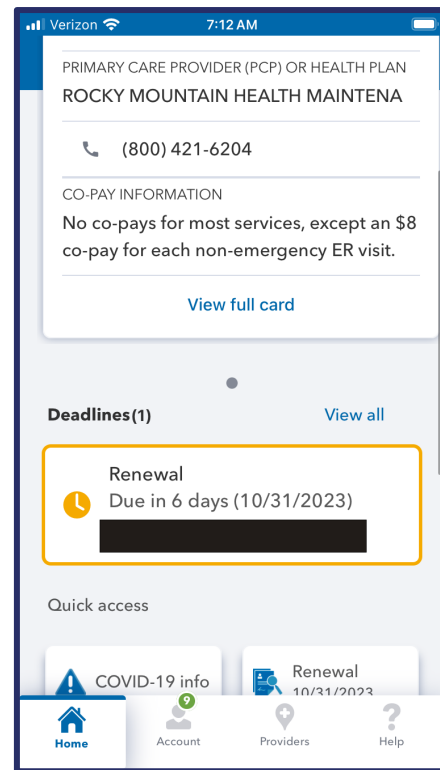 Verizon 7:12 AM
PRIMARY CARE PROVIDER (PCP) OR HEALTH PLAN
ROCKY MOUNTAIN HEALTH MAINTENA
(800) 421-6204
CO-PAY INFORMATION
No co-pays for most services, except an $8
co-pay for each non-emergency ER visit.
View full card
Deadlines(1) View all
Renewal
Due in 6 days (10/31/2023)
Quick access
COVID-19 info
Renewal
10/31/2023
9
Home Account Providers Help